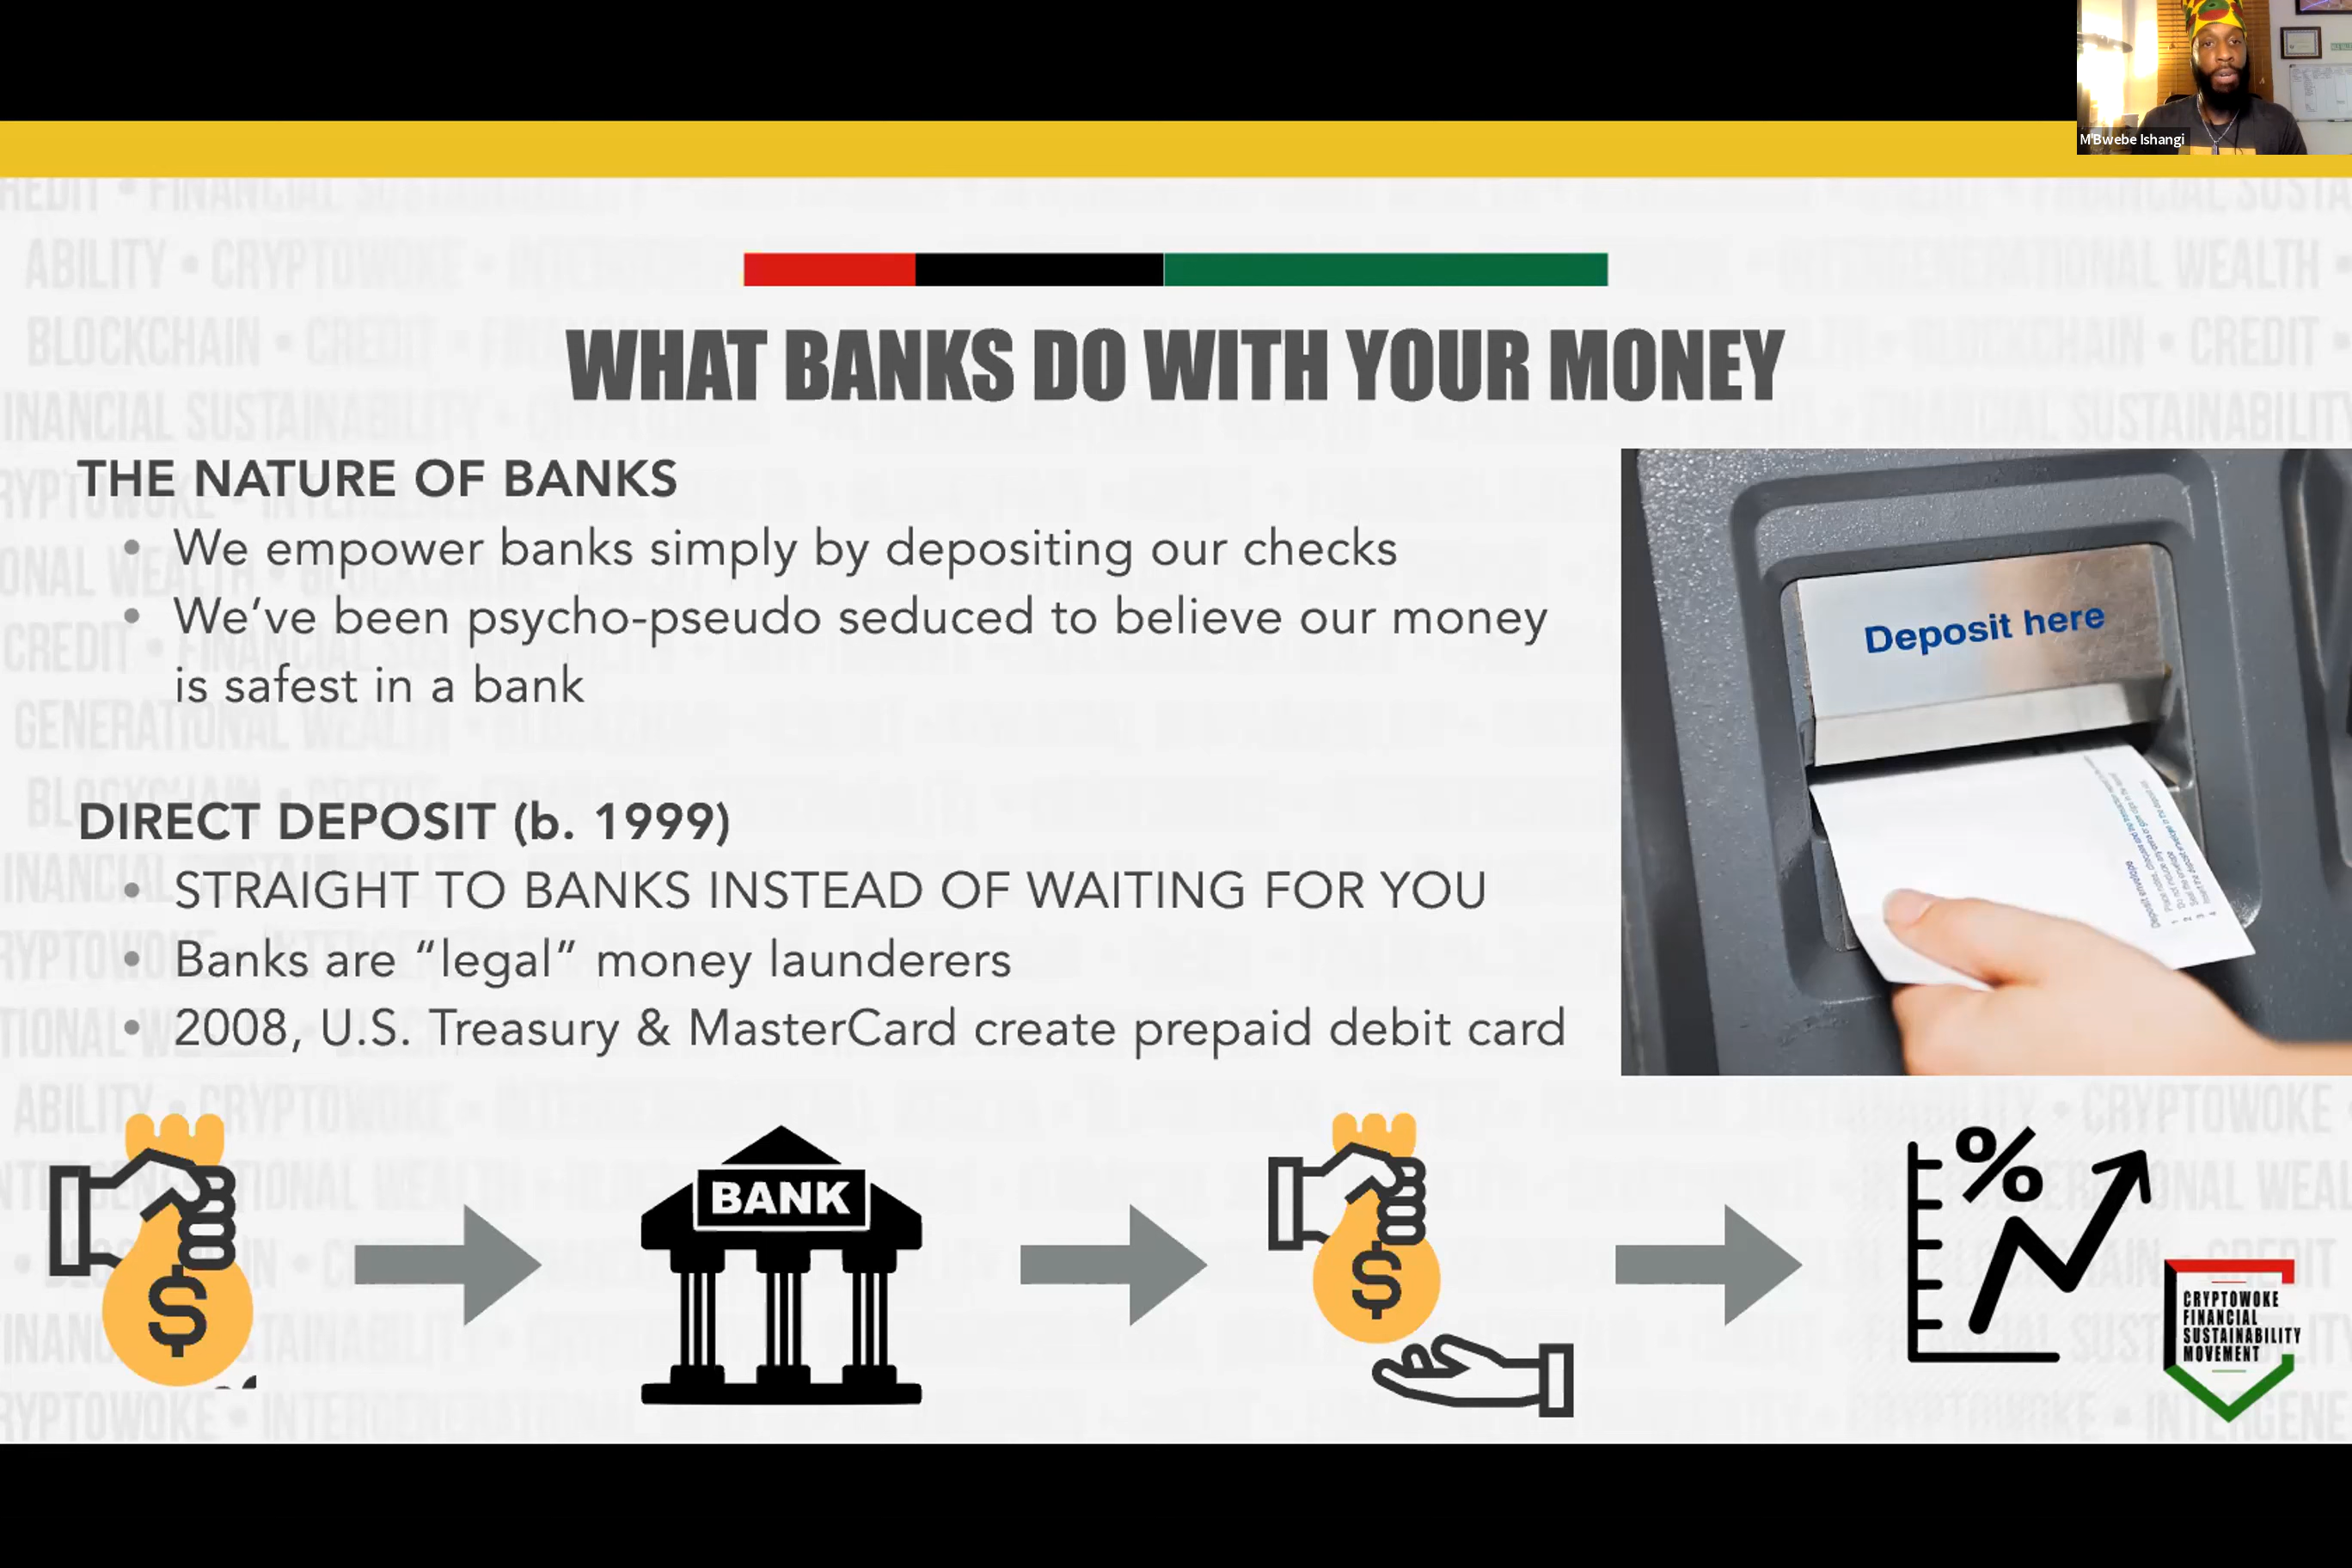 M'Bwebe Ishangi
WHAT BANKS DO WITH YOUR MONEY
THE NATURE OF BANKS
• We empower banks simply by depositing our checks
• We’ve been psycho-pseudo seduced to believe our money
is safest in a bank
DIRECT DEPOSIT (b. 1999)
• STRAIGHT TO BANKS INSTEAD OF WAITING FOR YOU
• Banks are “legal” money launderers
• 2008, U.S. Treasury & MasterCard create prepaid debit card
Deposit here
Deposit envelope
$
BANK
$
%
CRYPTOWOKE
FINANCIAL
SUSTAINABILITY
MOVEMENT